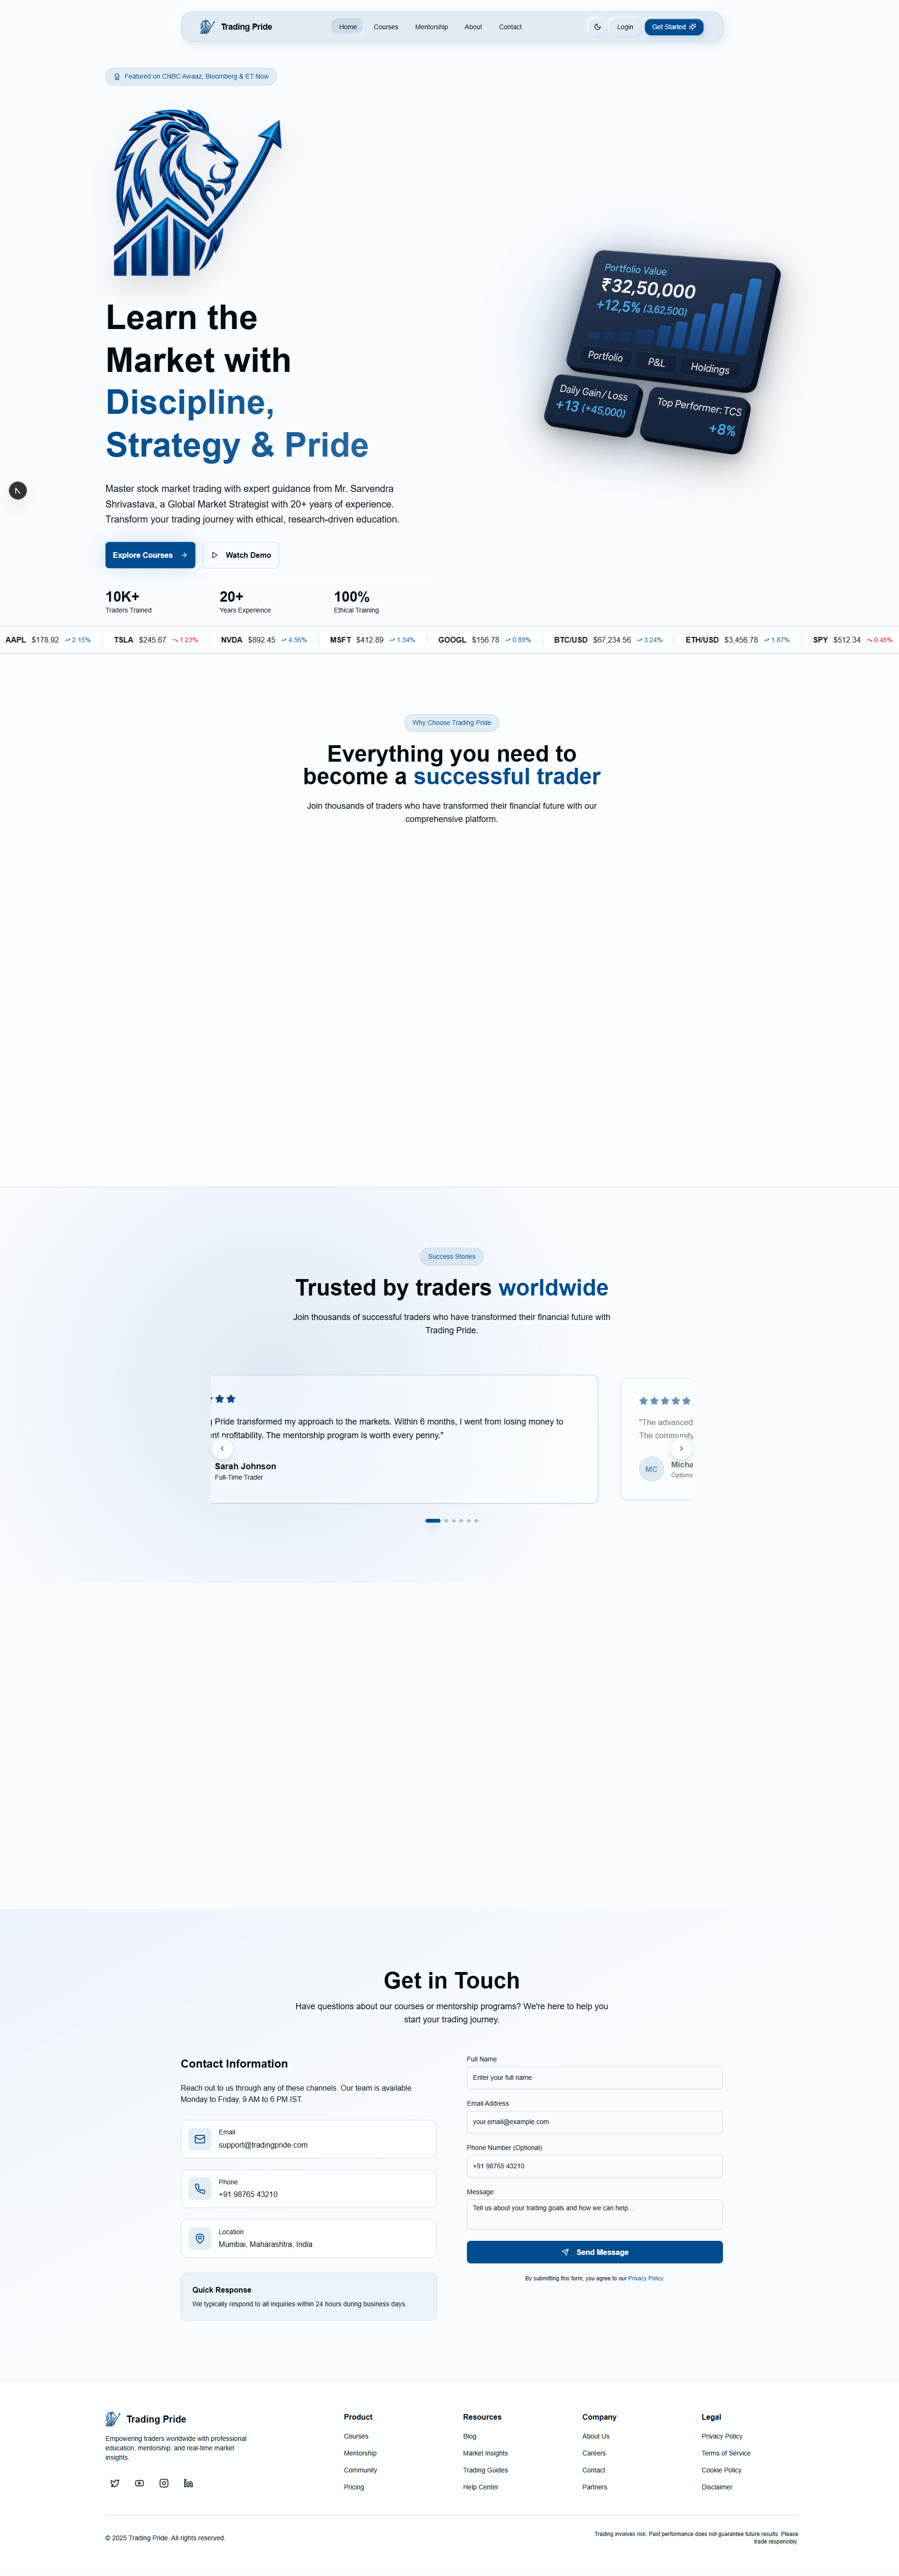 Trading Pride
Home
Courses
Mentorship
About
Contact
Login
Get Started
Featured on CNBC Awaaz, Bloomberg & ET Now
Learn the
Market with
Discipline,
Strategy & Pride
Master stock market trading with expert guidance from Mr. Sarvendra
Shrivastava, a Global Market Strategist with 20+ years of experience.
Transform your trading journey with ethical, research-driven education.
Explore Courses
Watch Demo
10K+
Traders Trained
20+
Years Experience
100%
Ethical Training
Portfolio Value
₹32,50,000
+12,5% (3,62,500)
Portfolio
P&L
Holdings
Daily Gain/Loss
+13 (+45,000)
Top Performer: TCS
+8%
AAPL $178.92 2.15%
TSLA $245.67 1.23%
NVDA $892.45 4.56%
MSFT $412.89 1.34%
GOOGL $156.78 0.89%
BTC/USD $67,234.56 3.24%
ETH/USD $3,456.78 1.87%
SPY $512.34 0.45%
Why Choose Trading Pride
Everything you need to
become a successful trader
Join thousands of traders who have transformed their financial future with our
comprehensive platform.
Success Stories
Trusted by traders worldwide
Join thousands of successful traders who have transformed their financial future with
Trading Pride.
Pride transformed my approach to the markets. Within 6 months, I went from losing money to
profitability. The mentorship program is worth every penny."
Sarah Johnson
Full-Time Trader
"The advanced
The community
MC
Micha
Options
Get in Touch
Have questions about our courses or mentorship programs? We're here to help you
start your trading journey.
Contact Information
Reach out to us through any of these channels. Our team is available
Monday to Friday, 9 AM to 6 PM IST.
Email
support@tradingpride.com
Phone
+91 98765 43210
Location
Mumbai, Maharashtra, India
Quick Response
We typically respond to all inquiries within 24 hours during business days.
Full Name
Enter your full name
Email Address
your.email@example.com
Phone Number (Optional)
+91 98765 43210
Message
Tell us about your trading goals and how we can help...
Send Message
By submitting this form, you agree to our Privacy Policy.
Trading Pride
Empowering traders worldwide with professional
education, mentorship, and real-time market
insights.
Product
Courses
Mentorship
Community
Pricing
Resources
Blog
Market Insights
Trading Guides
Help Center
Company
About Us
Careers
Contact
Partners
Legal
Privacy Policy
Terms of Service
Cookie Policy
Disclaimer
© 2025 Trading Pride. All rights reserved.
Trading involves risk. Past performance does not guarantee future results. Please
trade responsibly.